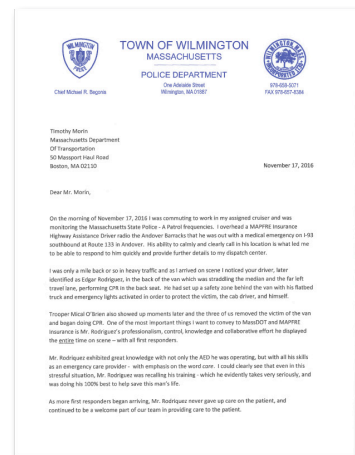 WILMINGTON
POLICE
TOWN OF WILMINGTON
MASSACHUSETTS
POLICE DEPARTMENT
One Adelaide Street
Wilmington, MA 01887
Chief Michael R. Begonis
978-658-5071
FAX 978-657-8384
Timothy Morin
Massachusetts Department
Of Transportation
50 Massport Haul Road
Boston, MA 02110
November 17, 2016
Dear Mr. Morin,
On the morning of November 17, 2016 I was commuting to work in my assigned cruiser and was
monitoring the Massachusetts State Police - A Patrol frequencies. I overheard a MAPFRE Insurance
Highway Assistance Driver radio the Andover Barracks that he was out with a medical emergency on I-93
southbound at Route 133 in Andover. His ability to calmly and clearly call in his location is what led me
to be able to respond to him quickly and provide further details to my dispatch center.
I was only a mile back or so in heavy traffic and as I arrived on scene I noticed your driver, later
identified as Edgar Rodriquez, in the back of the van which was straddling the median and the far left
travel lane, performing CPR in the back seat. He had set up a safety zone behind the van with his flatbed
truck and emergency lights activated in order to protect the victim, the cab driver, and himself.
Trooper Mical O'Brien also showed up moments later and the three of us removed the victim of the van
and began doing CPR. One of the most important things I want to convey to MassDOT and MAPFRE
insurance is Mr. Rodriguez's professionalism, control, knowledge and collaborative effort he displayed
the entire time on scene – with all first responders.
Mr. Rodriquez exhibited great knowledge with not only the AED he was operating, but with all his skills
as an emergency care provider - with emphasis on the word care. I could clearly see that even in this
stressful situation, Mr. Rodriquez was recalling his training - which he evidently takes very seriously, and
was doing his 100% best to help save this man's life.
As more first responders began arriving, Mr. Rodriquez never gave up care on the patient, and
continued to be a welcome part of our team in providing care to the patient.